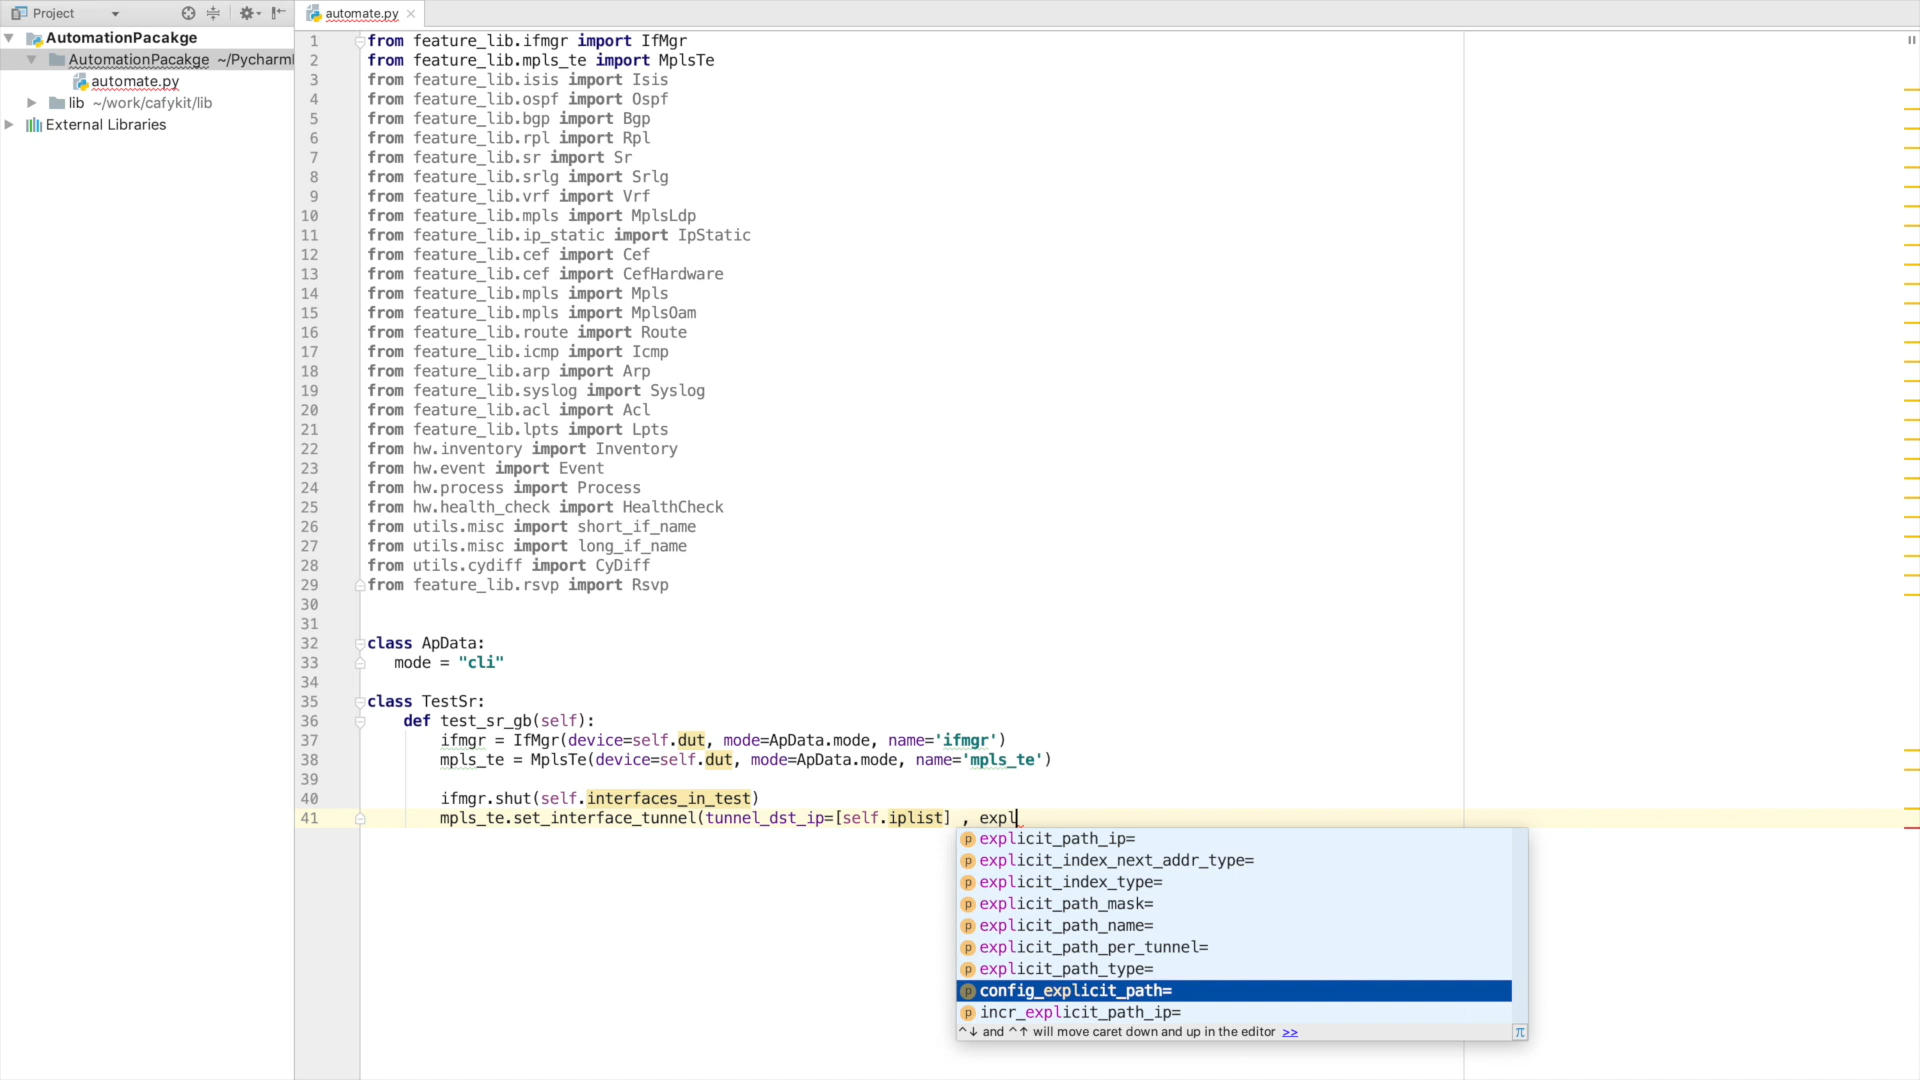 Project
automate.py
AutomationPacakge
AutomationPacakge ~/Pycharml
automate.py
lib ~/work/cafykit/lib
External Libraries
1 from feature_lib.ifmgr import IfMgr
2 from feature_lib.mpls_te import MplsTe
3 from feature_lib.isis import Isis
4 from feature_lib.ospf import Ospf
5 from feature_lib.bgp import Bgp
6 from feature_lib.rpl import Rpl
7 from feature_lib.sr import Sr
8 from feature_lib.srlg import Srlg
9 from feature_lib.vrf import Vrf
10 from feature_lib.mpls import MplsLdp
11 from feature_lib.ip_static import IpStatic
12 from feature_lib.cef import Cef
13 from feature_lib.cef import CefHardware
14 from feature_lib.mpls import Mpls
15 from feature_lib.mpls import MplsOam
16 from feature_lib.route import Route
17 from feature_lib.icmp import Icmp
18 from feature_lib.arp import Arp
19 from feature_lib.syslog import Syslog
20 from feature_lib.acl import Acl
21 from feature_lib.lpts import Lpts
22 from hw.inventory import Inventory
23 from hw.event import Event
24 from hw.process import Process
25 from hw.health_check import HealthCheck
26 from utils.misc import short_if_name
27 from utils.misc import long_if_name
28 from utils.cydiff import CyDiff
29 from feature_lib.rsvp import Rsvp
30
31
32 class ApData:
33 mode = "cli"
34
35 class TestSr:
36 def test_sr_gb(self):
37 ifmgr = IfMgr(device=self.dut, mode=ApData.mode, name='ifmgr')
38 mpls_te = MplsTe(device=self.dut, mode=ApData.mode, name='mpls_te')
39
40 ifmgr.shut(self.interfaces_in_test)
41 mpls_te.set_interface_tunnel(tunnel_dst_ip=[self.iplist] , expl
p explicit_path_ip=
p explicit_index_next_addr_type=
p explicit_index_type=
p explicit_path_mask=
p explicit_path_name=
p explicit_path_per_tunnel=
p explicit_path_type=
p config_explicit_path=
p incr_explicit_path_ip=
^↓ and ^↑ will move caret down and up in the editor >> π